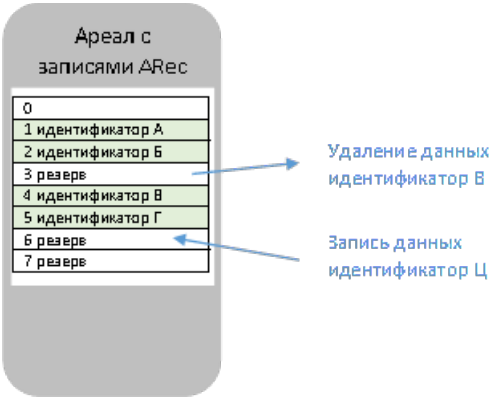 Ареал с
записями ARec
0
1 идентификатор А
2 идентификатор Б
3 резерв
4 идентификатор В
5 идентификатор Г
6 резерв
7 резерв
Удаление данных
идентификатор В
Запись данных
идентификатор Ц